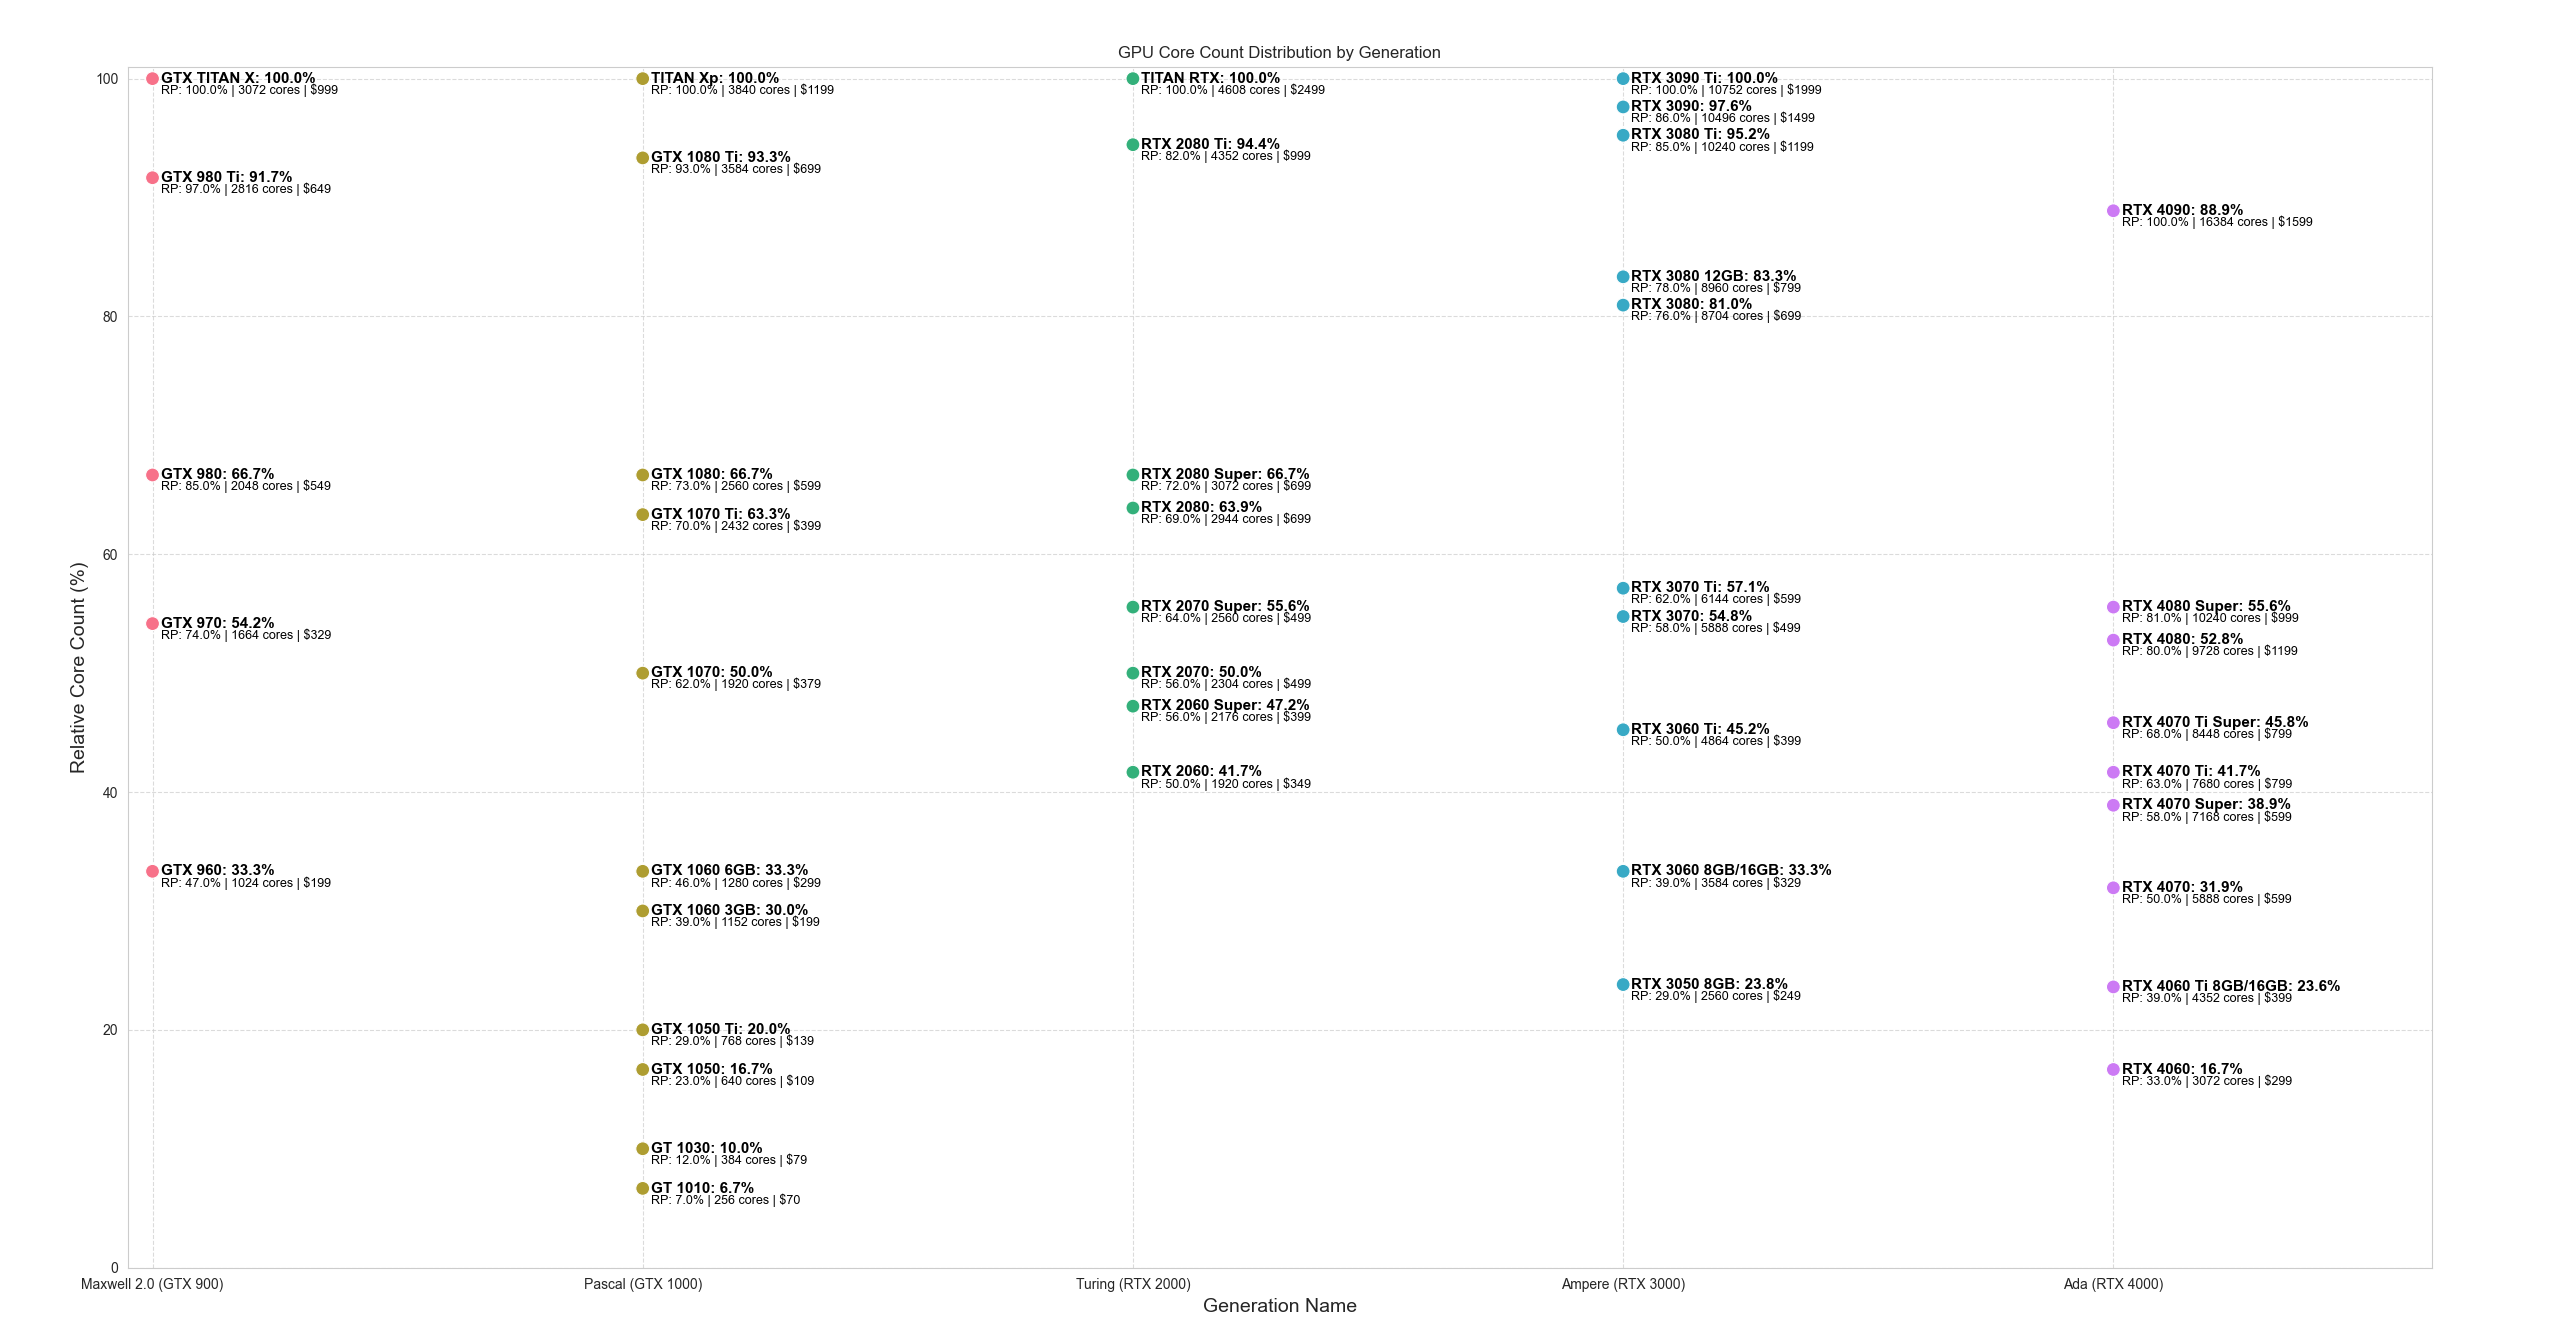 GPU Core Count Distribution by Generation
Relative Core Count (%)
100
80
60
40
20
0
GTX TITAN X: 100.0%
RP: 100.0% | 3072 cores | $999
GTX 980 Ti: 91.7%
RP: 97.0% | 2816 cores | $649
GTX 980: 66.7%
RP: 85.0% | 2048 cores | $549
GTX 970: 54.2%
RP: 74.0% | 1664 cores | $329
GTX 960: 33.3%
RP: 47.0% | 1024 cores | $199
TITAN Xp: 100.0%
RP: 100.0% | 3840 cores | $1199
GTX 1080 Ti: 93.3%
RP: 93.0% | 3584 cores | $699
GTX 1080: 66.7%
RP: 73.0% | 2560 cores | $599
GTX 1070 Ti: 63.3%
RP: 70.0% | 2432 cores | $399
GTX 1070: 50.0%
RP: 62.0% | 1920 cores | $379
GTX 1060 6GB: 33.3%
RP: 46.0% | 1280 cores | $299
GTX 1060 3GB: 30.0%
RP: 39.0% | 1152 cores | $199
GTX 1050 Ti: 20.0%
RP: 29.0% | 768 cores | $139
GTX 1050: 16.7%
RP: 23.0% | 640 cores | $109
GT 1030: 10.0%
RP: 12.0% | 384 cores | $79
GT 1010: 6.7%
RP: 7.0% | 256 cores | $70
TITAN RTX: 100.0%
RP: 100.0% | 4608 cores | $2499
RTX 2080 Ti: 94.4%
RP: 82.0% | 4352 cores | $999
RTX 2080 Super: 66.7%
RP: 72.0% | 3072 cores | $699
RTX 2080: 63.9%
RP: 69.0% | 2944 cores | $699
RTX 2070 Super: 55.6%
RP: 64.0% | 2560 cores | $499
RTX 2070: 50.0%
RP: 56.0% | 2304 cores | $499
RTX 2060 Super: 47.2%
RP: 56.0% | 2176 cores | $399
RTX 2060: 41.7%
RP: 50.0% | 1920 cores | $349
RTX 3090 Ti: 100.0%
RP: 100.0% | 10752 cores | $1999
RTX 3090: 97.6%
RP: 86.0% | 10496 cores | $1499
RTX 3080 Ti: 95.2%
RP: 85.0% | 10240 cores | $1199
RTX 3080 12GB: 83.3%
RP: 78.0% | 8960 cores | $799
RTX 3080: 81.0%
RP: 76.0% | 8704 cores | $699
RTX 3070 Ti: 57.1%
RP: 62.0% | 6144 cores | $599
RTX 3070: 54.8%
RP: 58.0% | 5888 cores | $499
RTX 3060 Ti: 45.2%
RP: 50.0% | 4864 cores | $399
RTX 3060 8GB/16GB: 33.3%
RP: 39.0% | 3584 cores | $329
RTX 3050 8GB: 23.8%
RP: 29.0% | 2560 cores | $249
RTX 4090: 88.9%
RP: 100.0% | 16384 cores | $1599
RTX 4080 Super: 55.6%
RP: 81.0% | 10240 cores | $999
RTX 4080: 52.8%
RP: 80.0% | 9728 cores | $1199
RTX 4070 Ti Super: 45.8%
RP: 68.0% | 8448 cores | $799
RTX 4070 Ti: 41.7%
RP: 63.0% | 7680 cores | $799
RTX 4070 Super: 38.9%
RP: 58.0% | 7168 cores | $599
RTX 4070: 31.9%
RP: 50.0% | 5888 cores | $599
RTX 4060 Ti 8GB/16GB: 23.6%
RP: 39.0% | 4352 cores | $399
RTX 4060: 16.7%
RP: 33.0% | 3072 cores | $299
Maxwell 2.0 (GTX 900)
Pascal (GTX 1000)
Turing (RTX 2000)
Ampere (RTX 3000)
Ada (RTX 4000)
Generation Name